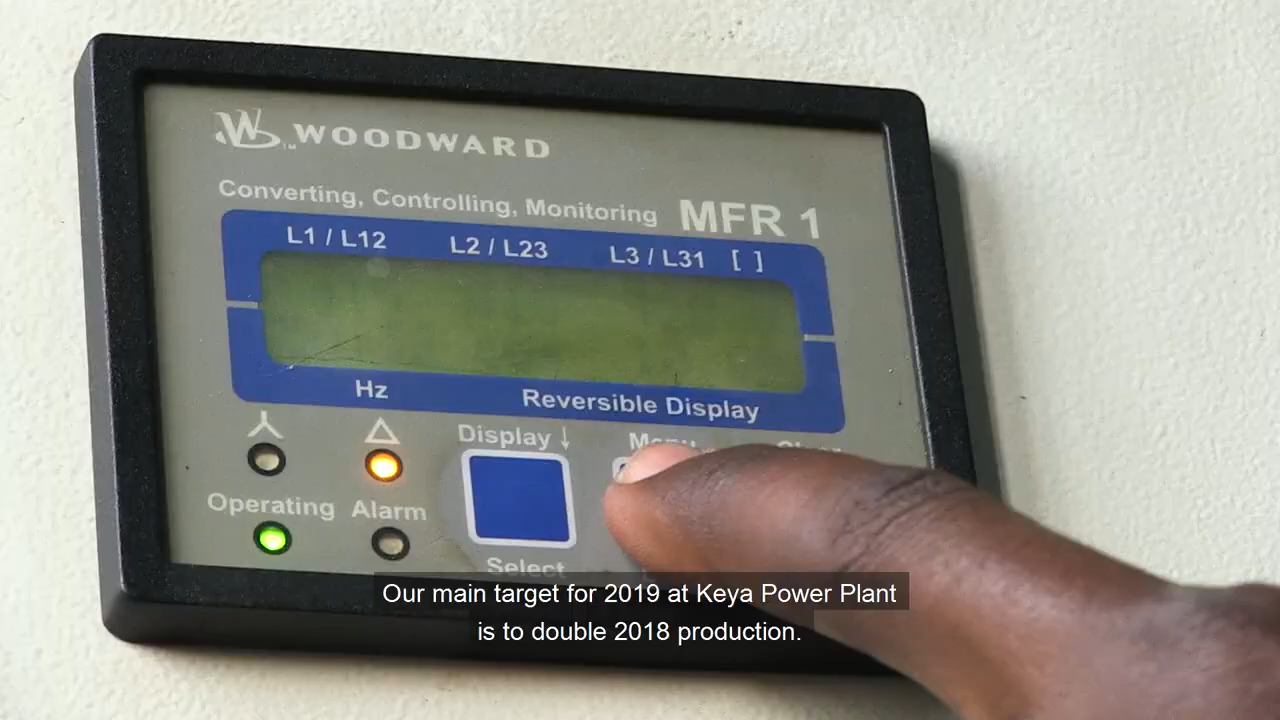 WOODWARD
Converting, Controlling, Monitoring MFR 1
L1 / L12 L2 / L23 L3 / L31 [ ]
Hz Reversible Display
Display ↓ Menu
Operating Alarm
Select
Our main target for 2019 at Keya Power Plant
is to double 2018 production.